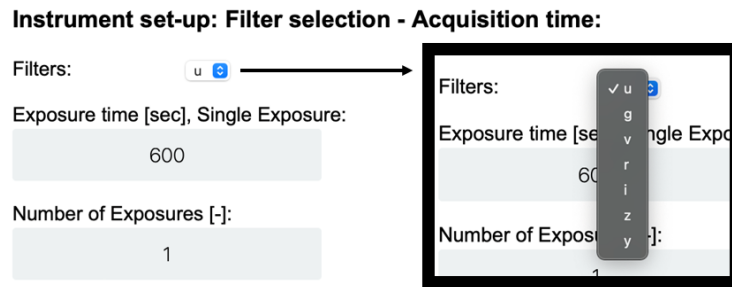 Instrument set-up: Filter selection - Acquisition time:
Filters:
u
Exposure time [sec], Single Exposure:
600
Number of Exposures [-]:
1
Filters:
✓ u
g
v
r
i
z
y
Exposure time [se ngle Expo
60
Number of Expos -]: